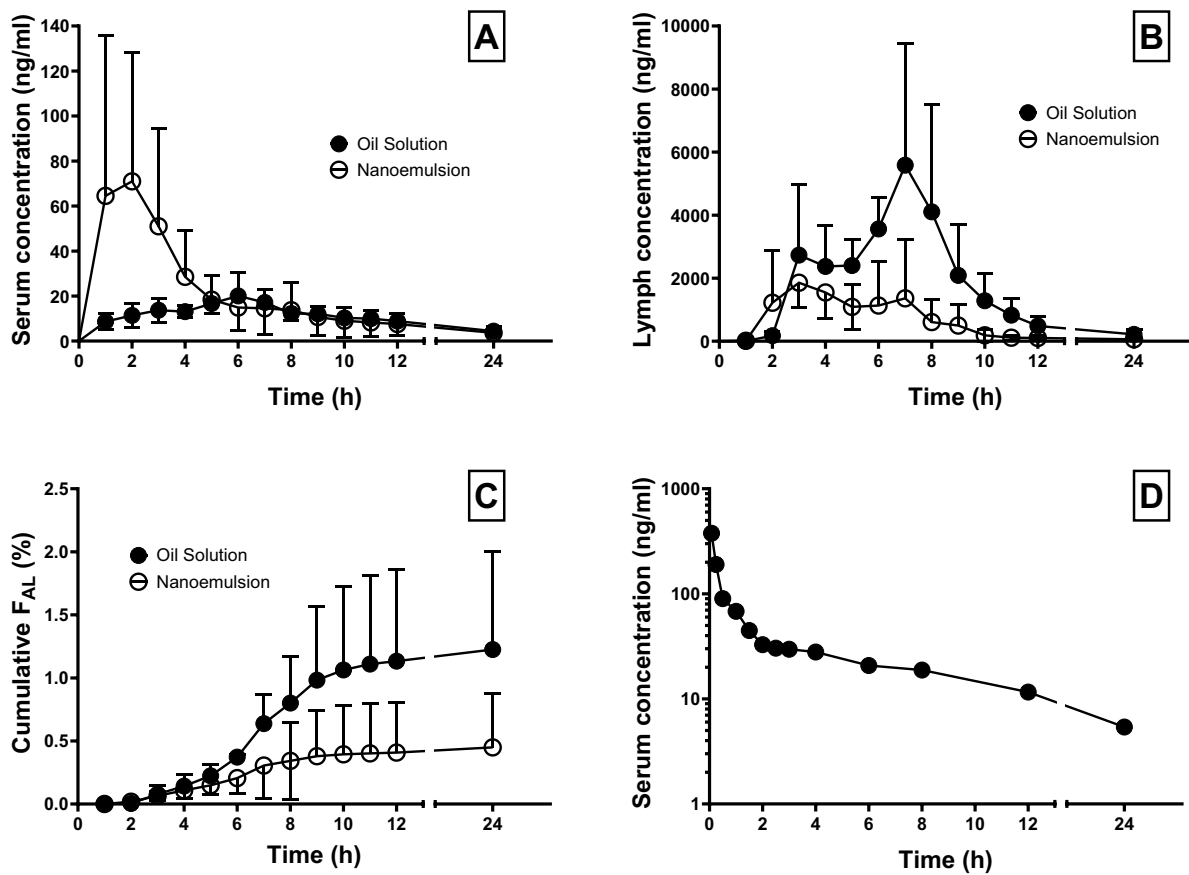 A
Serum concentration (ng/ml)
140
120
100
80
60
40
20
0
0 2 4 6 8 10 12 24
Time (h)
Oil Solution
Nanoemulsion
B
Lymph concentration (ng/ml)
10000
8000
6000
4000
2000
0
0 2 4 6 8 10 12 24
Time (h)
Oil Solution
Nanoemulsion
C
Cumulative FAL (%)
2.5
2.0
1.5
1.0
0.5
0.0
0 2 4 6 8 10 12 24
Time (h)
Oil Solution
Nanoemulsion
D
Serum concentration (ng/ml)
1000
100
10
1
0 2 4 6 8 10 12 24
Time (h)